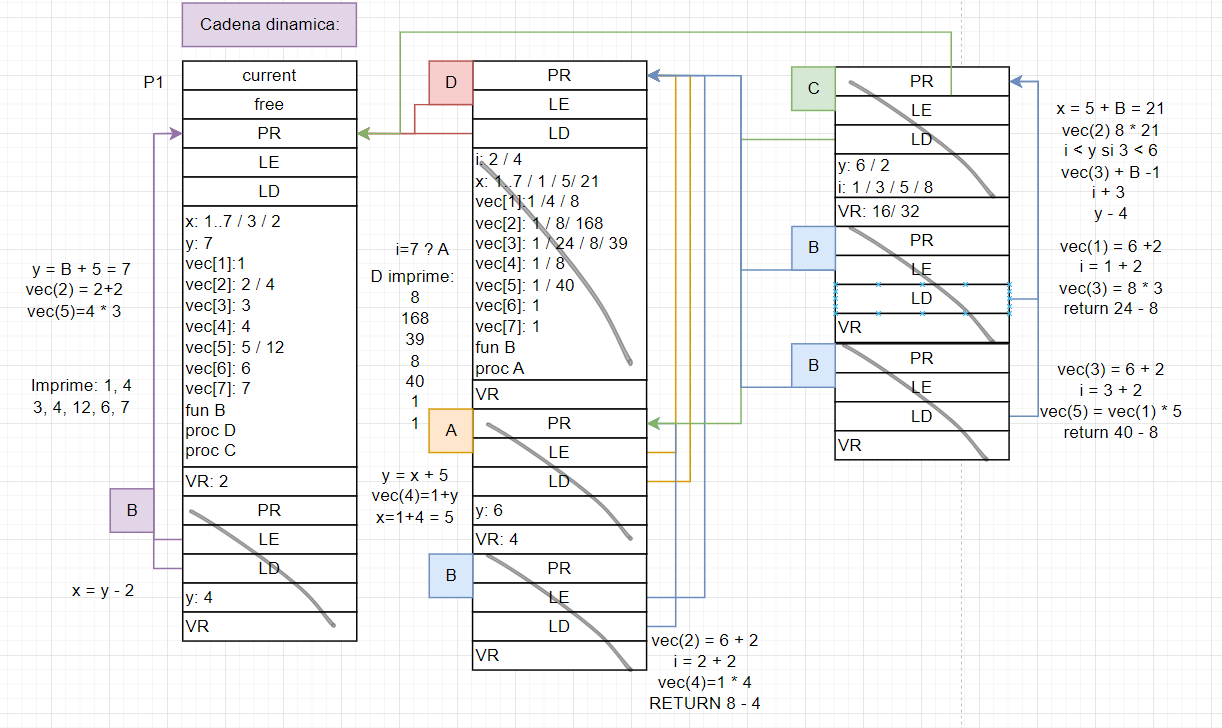 Cadena dinamica:
P1
current
free
PR
LE
LD
x: 1..7 / 3 / 2
y: 7
vec[1]:1
vec[2]: 2 / 4
vec[3]: 3
vec[4]: 4
vec[5]: 5 / 12
vec[6]: 6
vec[7]: 7
fun B
proc D
proc C
VR: 2
B
PR
LE
LD
y: 4
VR
y = B + 5 = 7
vec(2) = 2+2
vec(5)=4 * 3
Imprime: 1, 4
3, 4, 12, 6, 7
x = y - 2
D
PR
LE
LD
i: 2 / 4
x: 1..7 / 1 / 5/ 21
vec[1]:1 /4 / 8
vec[2]: 1 / 8/ 168
vec[3]: 1 / 24 / 8/ 39
vec[4]: 1 / 8
vec[5]: 1 / 40
vec[6]: 1
vec[7]: 1
fun B
proc A
VR
i=7 ? A
D imprime:
8
168
39
8
40
1
1
A
PR
LE
LD
y: 6
VR: 4
y = x + 5
vec(4)=1+y
x=1+4 = 5
B
PR
LE
LD
VR
vec(2) = 6 + 2
i = 2 + 2
vec(4)=1 * 4
RETURN 8 - 4
C
PR
LE
LD
y: 6 / 2
i: 1 / 3 / 5 / 8
VR: 16/ 32
B
PR
LE
LD
VR
B
PR
LE
LD
VR
x = 5 + B = 21
vec(2) 8 * 21
i < y si 3 < 6
vec(3) + B -1
i + 3
y - 4
vec(1) = 6 +2
i = 1 + 2
vec(3) = 8 * 3
return 24 - 8
vec(3) = 6 + 2
i = 3 + 2
vec(5) = vec(1) * 5
return 40 - 8